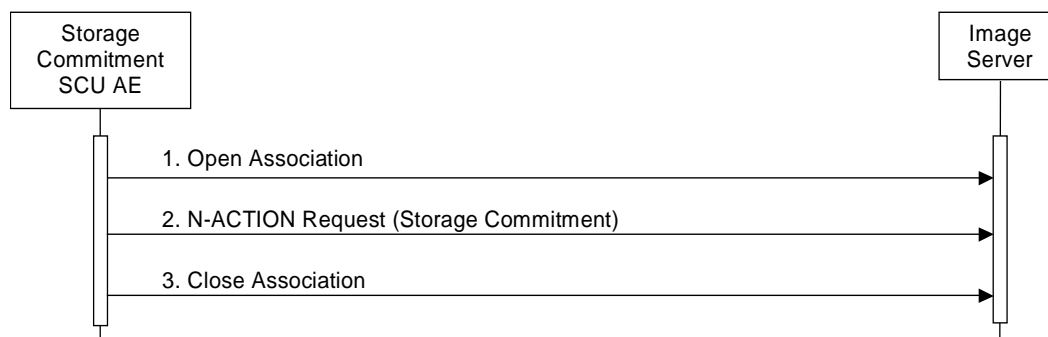 Storage
Commitment
SCU AE
Image
Server
1. Open Association
2. N-ACTION Request (Storage Commitment)
3. Close Association